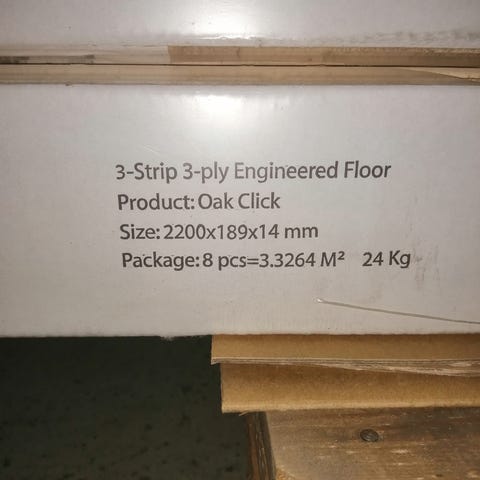 3-Strip 3-ply Engineered Floor
Product: Oak Click
Size: 2200x189x14 mm
Package: 8 pcs=3.3264 M² 24 Kg